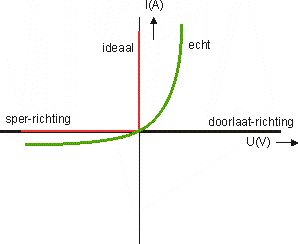 I(A)
ideaal
echt
sper-richting
doorlaat-richting
U(V)